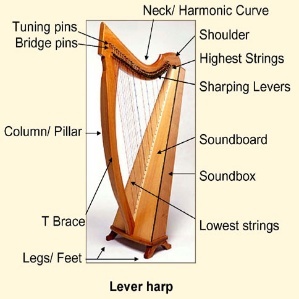 Neck/ Harmonic Curve
Tuning pins
Bridge pins
Shoulder
Highest Strings
Sharping Levers
Column/ Pillar
Soundboard
Soundbox
T Brace
Lowest strings
Legs/ Feet
Lever harp